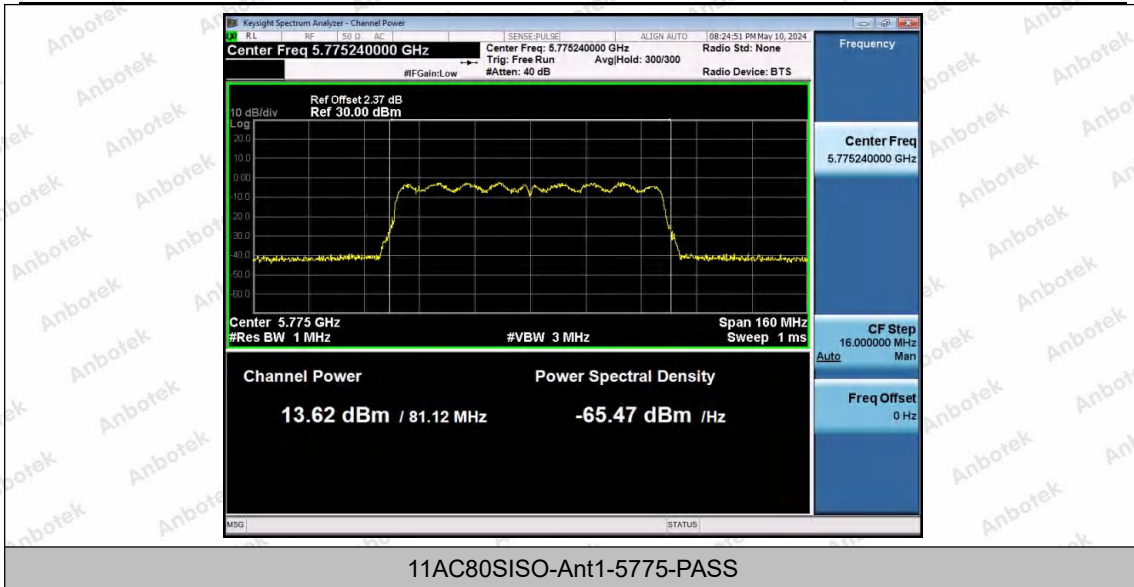 Keysight Spectrum Analyzer - Channel Power
RL RF 50 Ω AC SENSE:PULSE ALIGN AUTO 08:24:51 PM May 10, 2024
Center Freq 5.775240000 GHz
Center Freq: 5.775240000 GHz Radio Std: None
Trig: Free Run Avg|Hold: 300/300
#IFGain:Low #Atten: 40 dB Radio Device: BTS
Frequency
Ref Offset 2.37 dB
10 dB/div Ref 30.00 dBm
Log
20.0
10.0
0.00
-10.0
-20.0
-30.0
-40.0
-50.0
-60.0
Center Freq
5.775240000 GHz
Center 5.775 GHz Span 160 MHz
#Res BW 1 MHz #VBW 3 MHz Sweep 1 ms
CF Step
16.000000 MHz
Auto Man
Channel Power Power Spectral Density
13.62 dBm / 81.12 MHz -65.47 dBm /Hz
Freq Offset
0 Hz
MSG STATUS
11AC80SISO-Ant1-5775-PASS
Anbotek